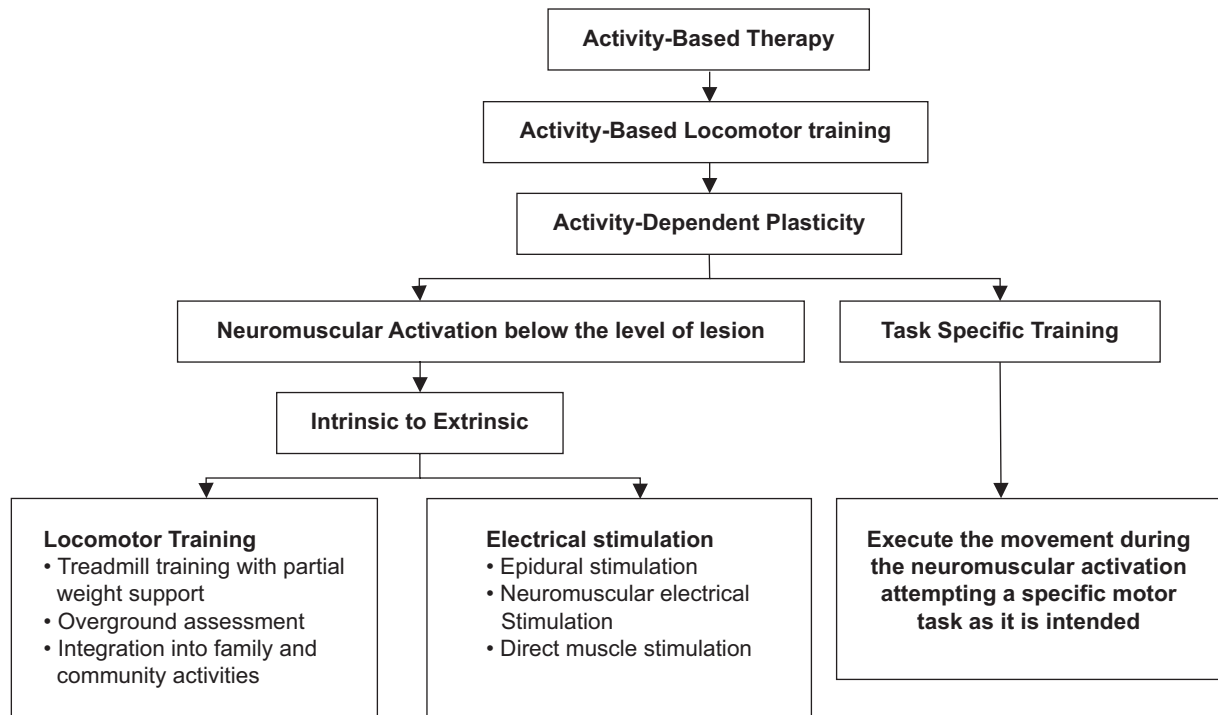 Activity-Based Therapy
Activity-Based Locomotor training
Activity-Dependent Plasticity
Neuromuscular Activation below the level of lesion
Task Specific Training
Intrinsic to Extrinsic
Locomotor Training
• Treadmill training with partial
weight support
• Overground assessment
• Integration into family and
community activities
Electrical stimulation
• Epidural stimulation
• Neuromuscular electrical
Stimulation
• Direct muscle stimulation
Execute the movement during
the neuromuscular activation
attempting a specific motor
task as it is intended